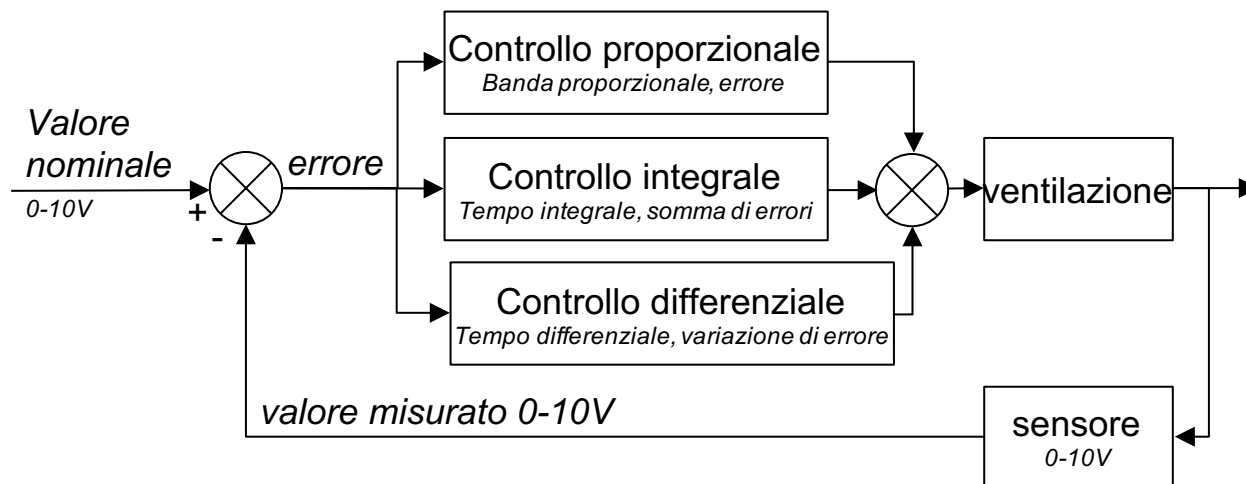 Controllo proporzionale
Banda proporzionale, errore
Valore
nominale
0-10V
+
-
errore
Controllo integrale
Tempo integrale, somma di errori
ventilazione
Controllo differenziale
Tempo differenziale, variazione di errore
valore misurato 0-10V
sensore
0-10V